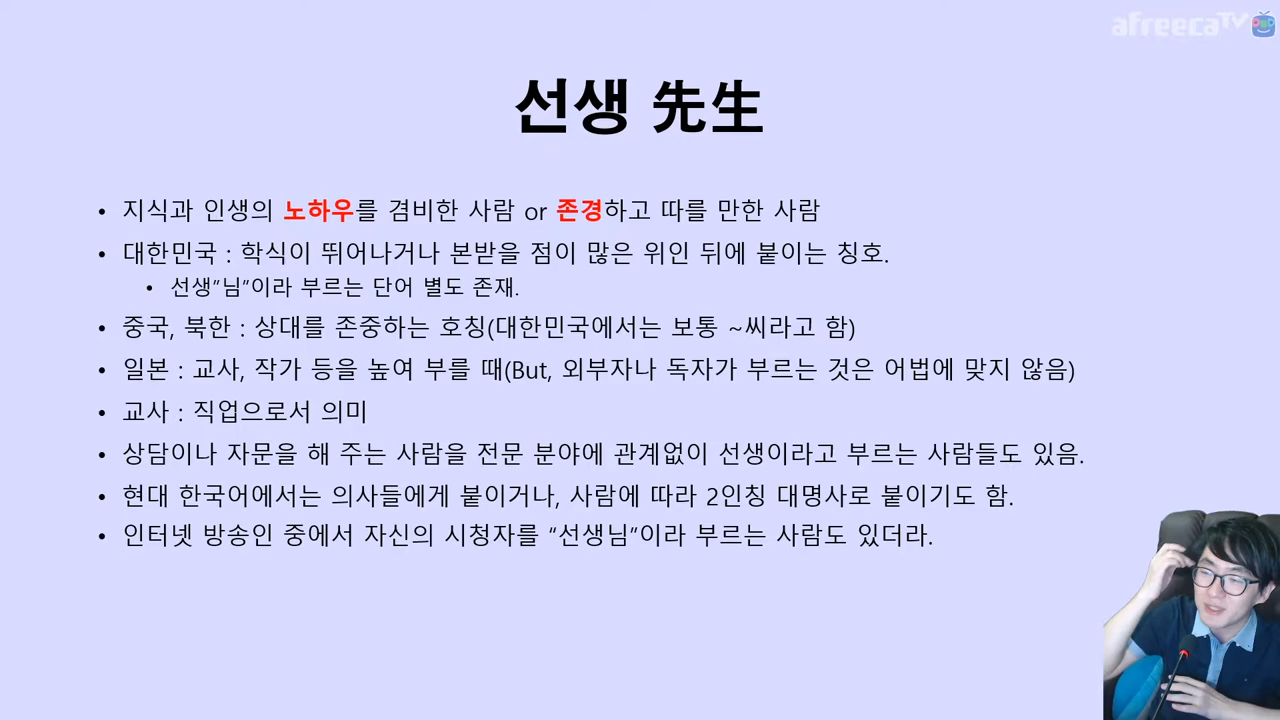 afreecaTV
선생 先生
• 지식과 인생의 노하우를 겸비한 사람 or 존경하고 따를 만한 사람
• 대한민국 : 학식이 뛰어나거나 본받을 점이 많은 위인 뒤에 붙이는 칭호.
• 선생”님“이라 부르는 단어 별도 존재.
• 중국, 북한 : 상대를 존중하는 호칭(대한민국에서는 보통 ~씨라고 함)
• 일본 : 교사, 작가 등을 높여 부를 때(But, 외부자나 독자가 부르는 것은 어법에 맞지 않음)
• 교사 : 직업으로서 의미
• 상담이나 자문을 해 주는 사람을 전문 분야에 관계없이 선생이라고 부르는 사람들도 있음.
• 현대 한국어에서는 의사들에게 붙이거나, 사람에 따라 2인칭 대명사로 붙이기도 함.
• 인터넷 방송인 중에서 자신의 시청자를 “선생님”이라 부르는 사람도 있더라.